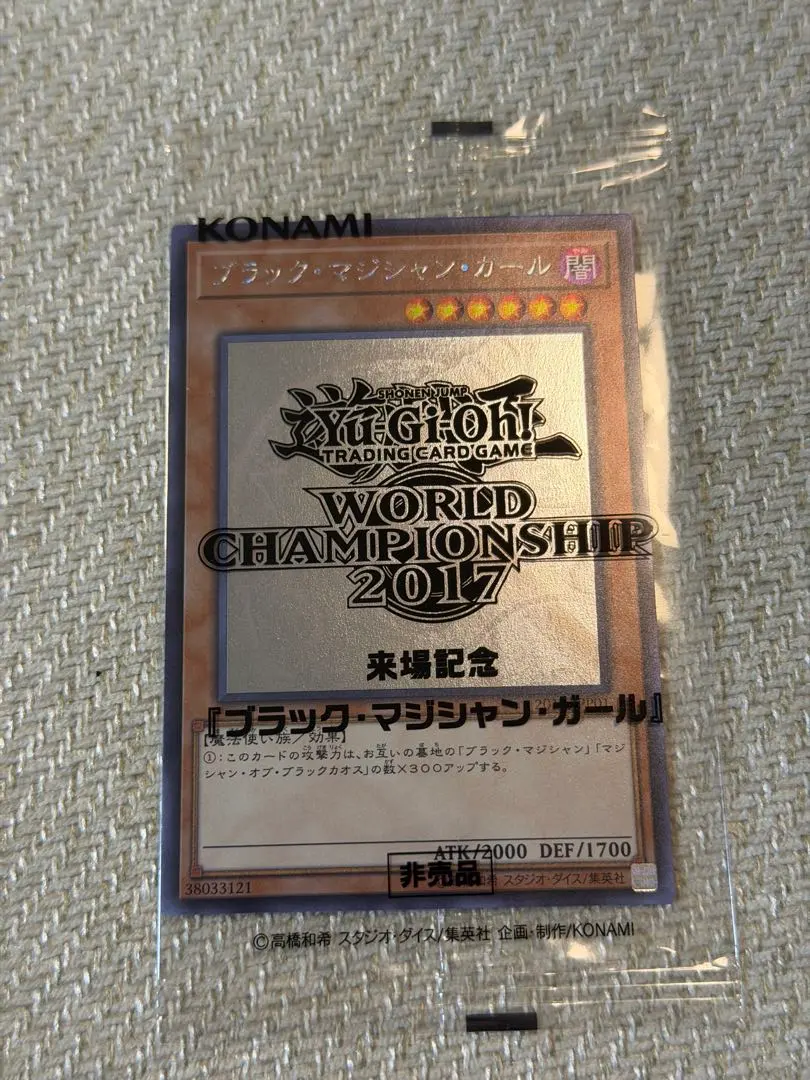 KONAMI
ブラック・マジシャン・ガール
闇
SHONEN JUMP
Yu-Gi-Oh!
TRADING CARD GAME
WORLD
CHAMPIONSHIP
2017
来場記念
『ブラック・マジシャン・ガール』
【魔法使い族/効果】
①:このカードの攻撃力は、お互いの墓地の「ブラック・マジシャン」「マジ
シャン・オブ・ブラックカオス」の数×300アップする。
ATK/2000 DEF/1700
非売品
38033121
スタジオ・ダイス/集英社
©高橋和希 スタジオ・ダイス/集英社 企画・制作/KONAMI